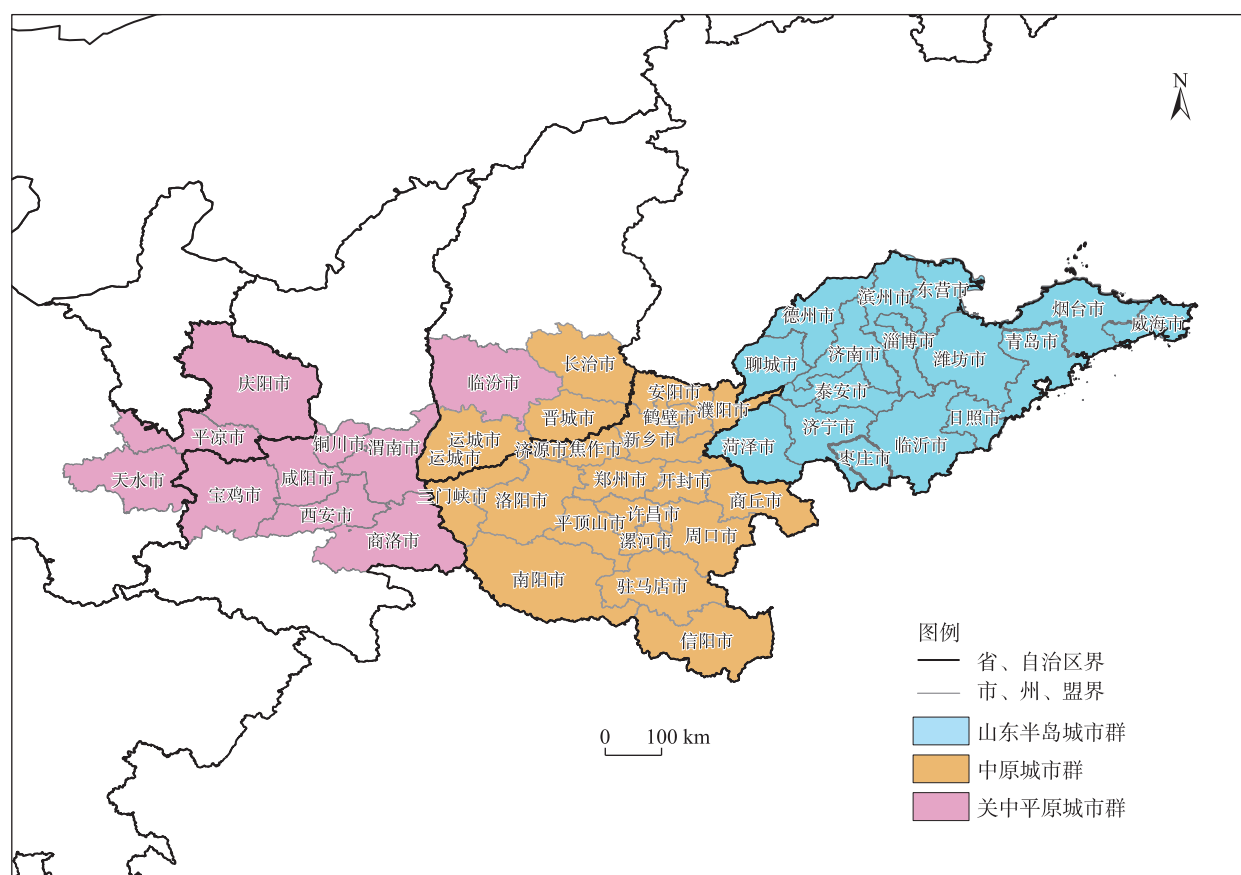 N
滨州市
东营市
烟台市
威海市
德州市
淄博市
青岛市
聊城市
济南市
潍坊市
泰安市
日照市
济宁市
临沂市
菏泽市
枣庄市
长治市
临汾市
庆阳市
安阳市
濮阳市
晋城市
鹤壁市
运城市
运城市
济源市
焦作市
新乡市
平凉市
铜川市
渭南市
天水市
咸阳市
宝鸡市
西安市
商洛市
三门峡市
洛阳市
郑州市
开封市
商丘市
平顶山市
许昌市
漯河市
周口市
南阳市
驻马店市
信阳市
0 100 km
图例
省、自治区界
市、州、盟界
山东半岛城市群
中原城市群
关中平原城市群